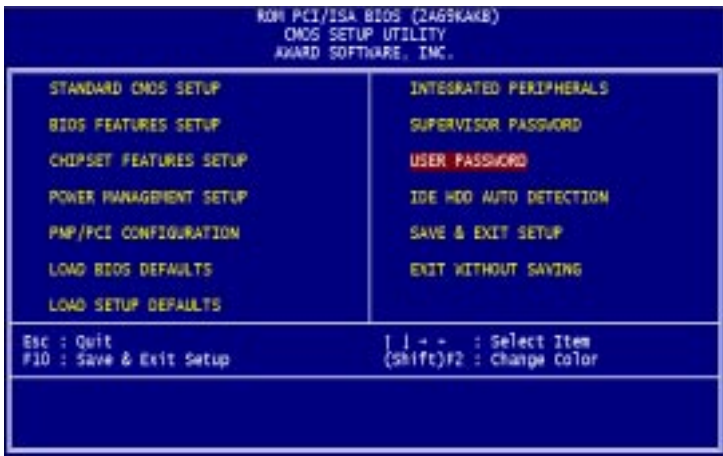 ROM PCI/ISA BIOS (2A69KAKB)
CMOS SETUP UTILITY
AWARD SOFTWARE, INC.
STANDARD CMOS SETUP
BIOS FEATURES SETUP
CHIPSET FEATURES SETUP
POWER MANAGEMENT SETUP
PNP/PCI CONFIGURATION
LOAD BIOS DEFAULTS
LOAD SETUP DEFAULTS
INTEGRATED PERIPHERALS
SUPERVISOR PASSWORD
USER PASSWORD
IDE HDD AUTO DETECTION
SAVE & EXIT SETUP
EXIT WITHOUT SAVING
Esc : Quit
F10 : Save & Exit Setup
: Select Item
(Shift)F2 : Change Color